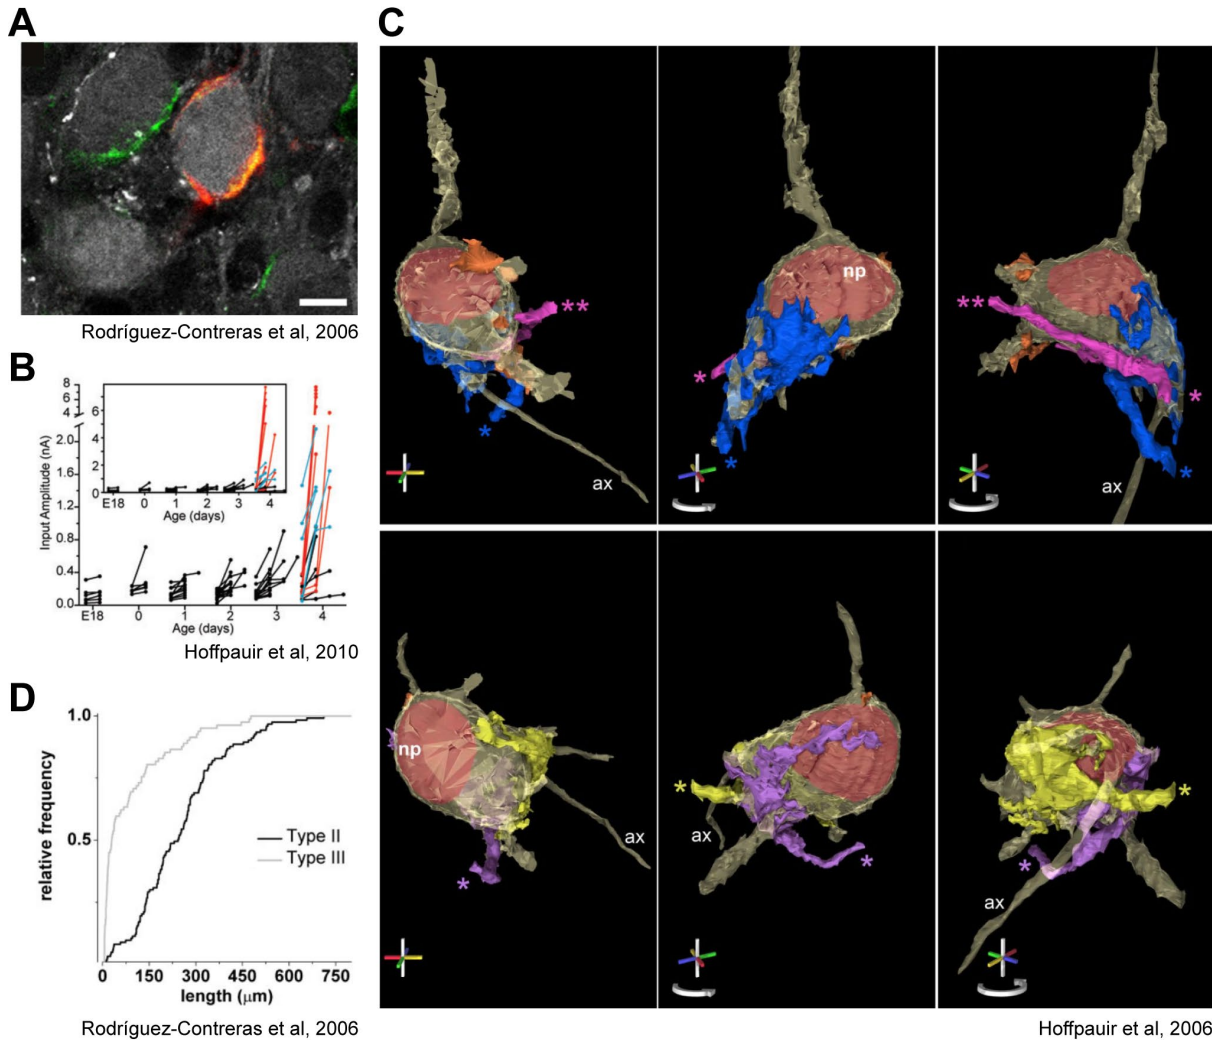 A
Rodríguez-Contreras et al, 2006
B
8
6
4
2.0
1.6
1.2
0.8
0.4
0.0
Input Amplitude (nA)
6
4
2
0
E18 0 1 2 3 4
Age (days)
E18 0 1 2 3 4
Age (days)
Hoffpauir et al, 2010
D
1.0
0.5
relative frequency
Type II
Type III
0 150 300 450 600 750
length (μm)
Rodríguez-Contreras et al, 2006
C
**
*
ax
np
*
*
**
*
*
ax
np
*
ax
*
ax
*
*
*
ax
Hoffpauir et al, 2006